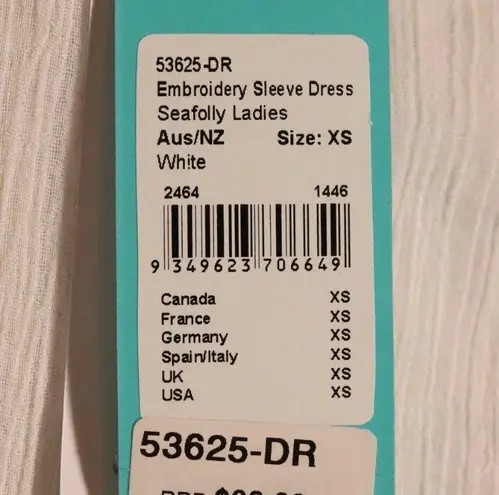 53625-DR
Embroidery Sleeve Dress
Seafolly Ladies
Aus/NZ Size: XS
White
2464 1446
9 349623 706649
Canada XS
France XS
Germany XS
Spain/Italy XS
UK XS
USA XS
53625-DR